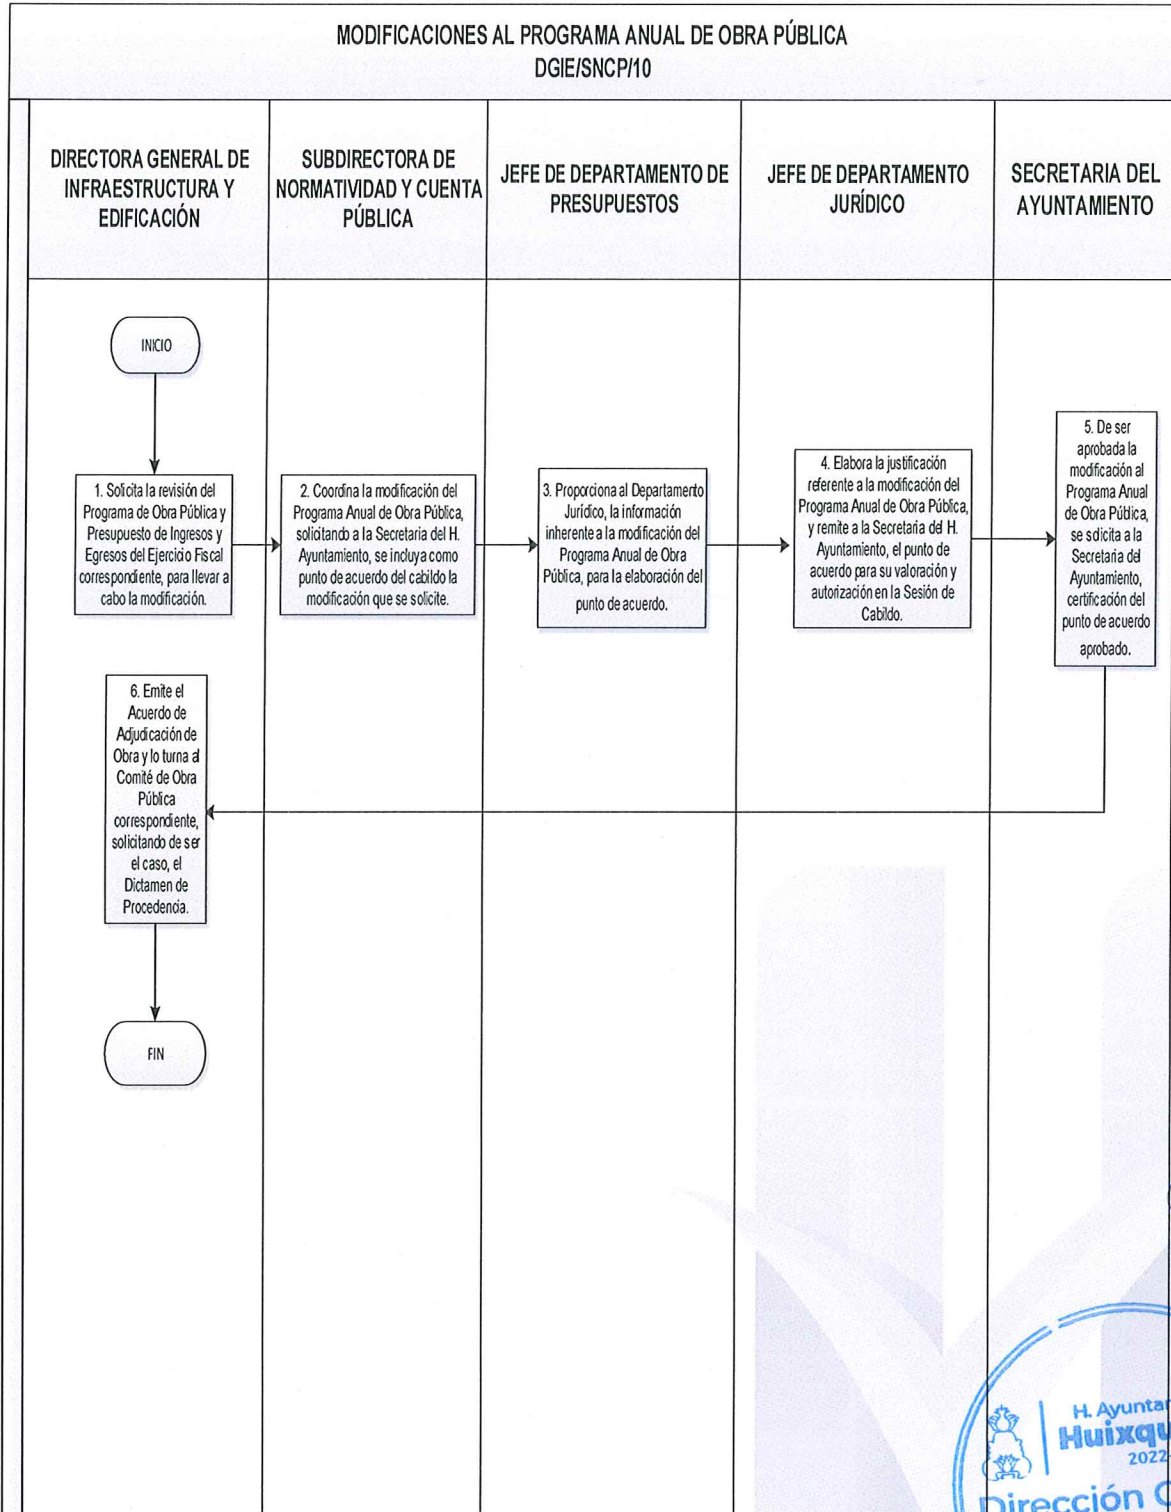 MODIFICACIONES AL PROGRAMA ANUAL DE OBRA PÚBLICA
DGIE/SNCP/10
DIRECTORA GENERAL DE
INFRAESTRUCTURA Y
EDIFICACIÓN
SUBDIRECTORA DE
NORMATIVIDAD Y CUENTA
PÚBLICA
JEFE DE DEPARTAMENTO DE
PRESUPUESTOS
JEFE DE DEPARTAMENTO
JURÍDICO
SECRETARIA DEL
AYUNTAMIENTO
INICIO
1. Solicita la revisión del
Programa de Obra Pública y
Presupuesto de Ingresos y
Egresos del Ejercicio Fiscal
correspondiente, para llevar a
cabo la modificación.
2. Coordina la modificación del
Programa Anual de Obra Pública,
solicitando a la Secretaria del H.
Ayuntamiento, se incluya como
punto de acuerdo del cabildo la
modificación que se solicite.
3. Proporciona al Departamento
Jurídico, la información
inherente a la modificación del
Programa Anual de Obra
Pública, para la elaboración del
punto de acuerdo.
4. Elabora la justificación
referente a la modificación del
Programa Anual de Obra Pública,
y remite a la Secretaria del H.
Ayuntamiento, el punto de
acuerdo para su valoración y
autorización en la Sesión de
Cabildo.
5. De ser
aprobada la
modificación al
Programa Anual
de Obra Pública,
se solicita a la
Secretaria del
Ayuntamiento,
certificación del
punto de acuerdo
aprobado.
6. Emite el
Acuerdo de
Adjudicación de
Obra y lo turna al
Comité de Obra
Pública
correspondiente,
solicitando de ser
el caso, el
Dictamen de
Procedencia.
FIN
H. Ayuntam
Huixqu
2022-
Dirección G